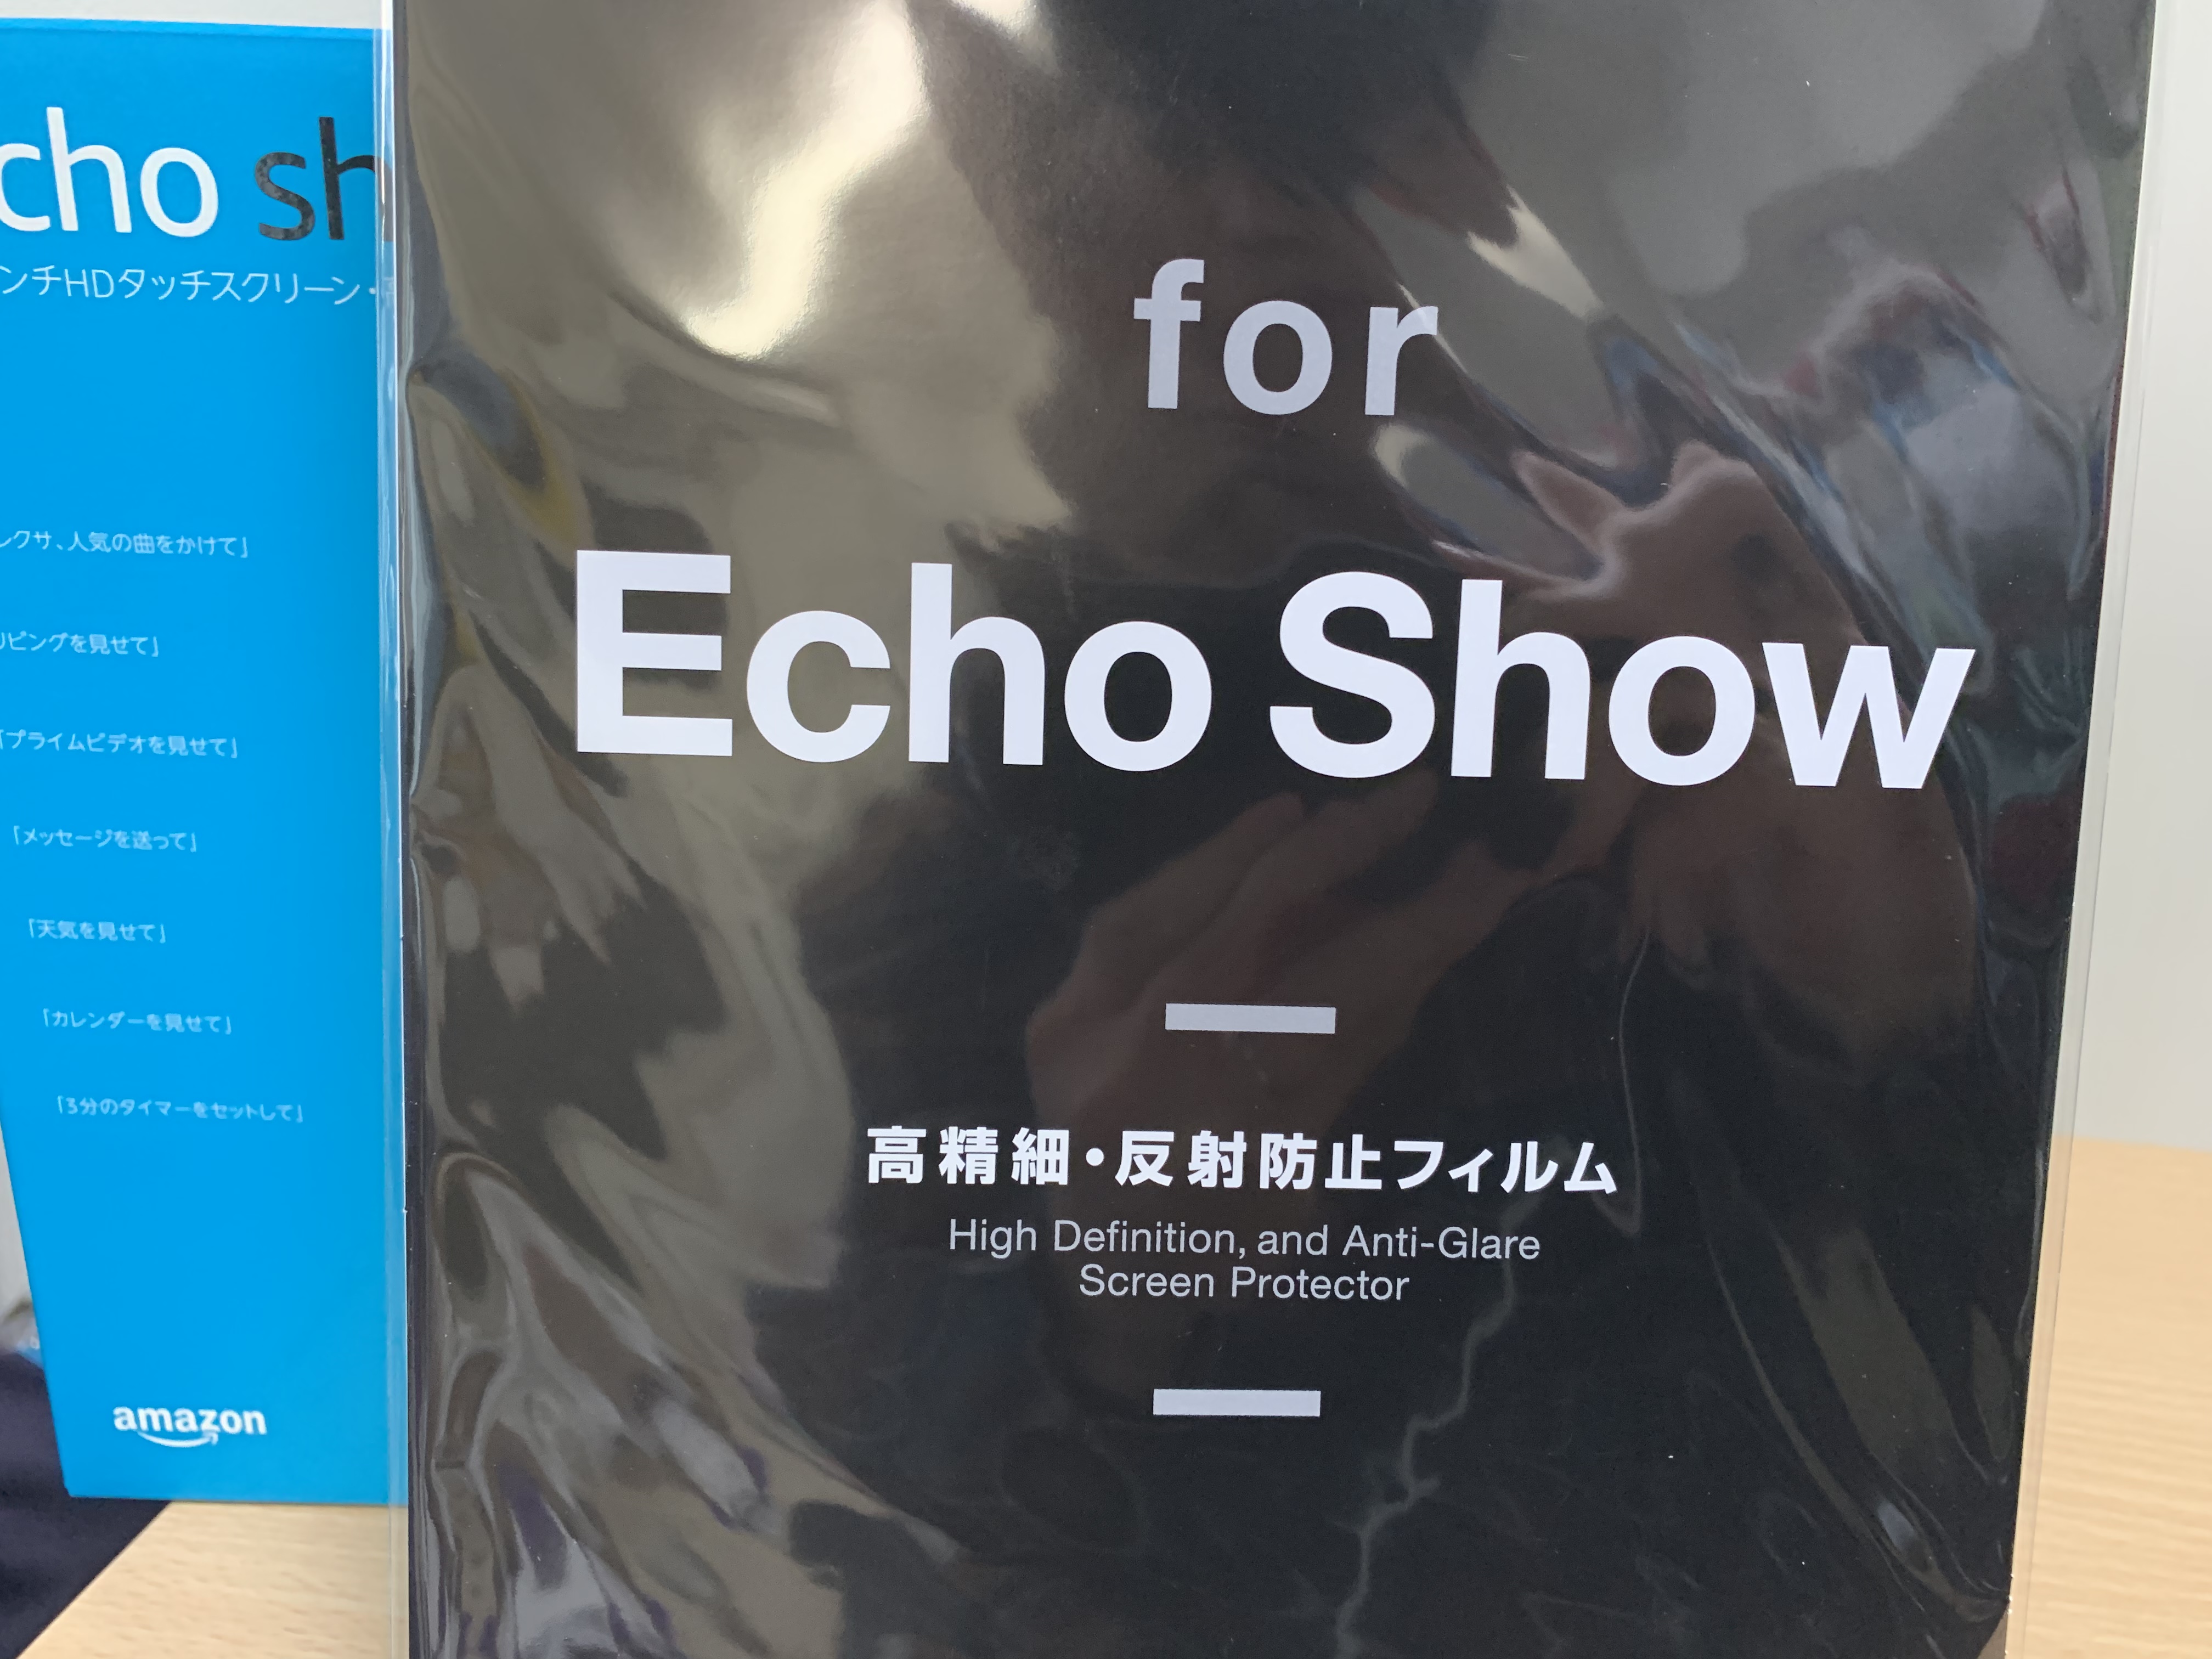 cho sh
ンチHDタッチスクリーン・
レクサ、人気の曲をかけて」
リビングを見せて」
「プライムビデオを見せて」
「メッセージを送って」
「天気を見せて」
「カレンダーを見せて」
「3分のタイマーをセットして」
amazon
for
Echo Show
高精細・反射防止フィルム
High Definition, and Anti-Glare
Screen Protector